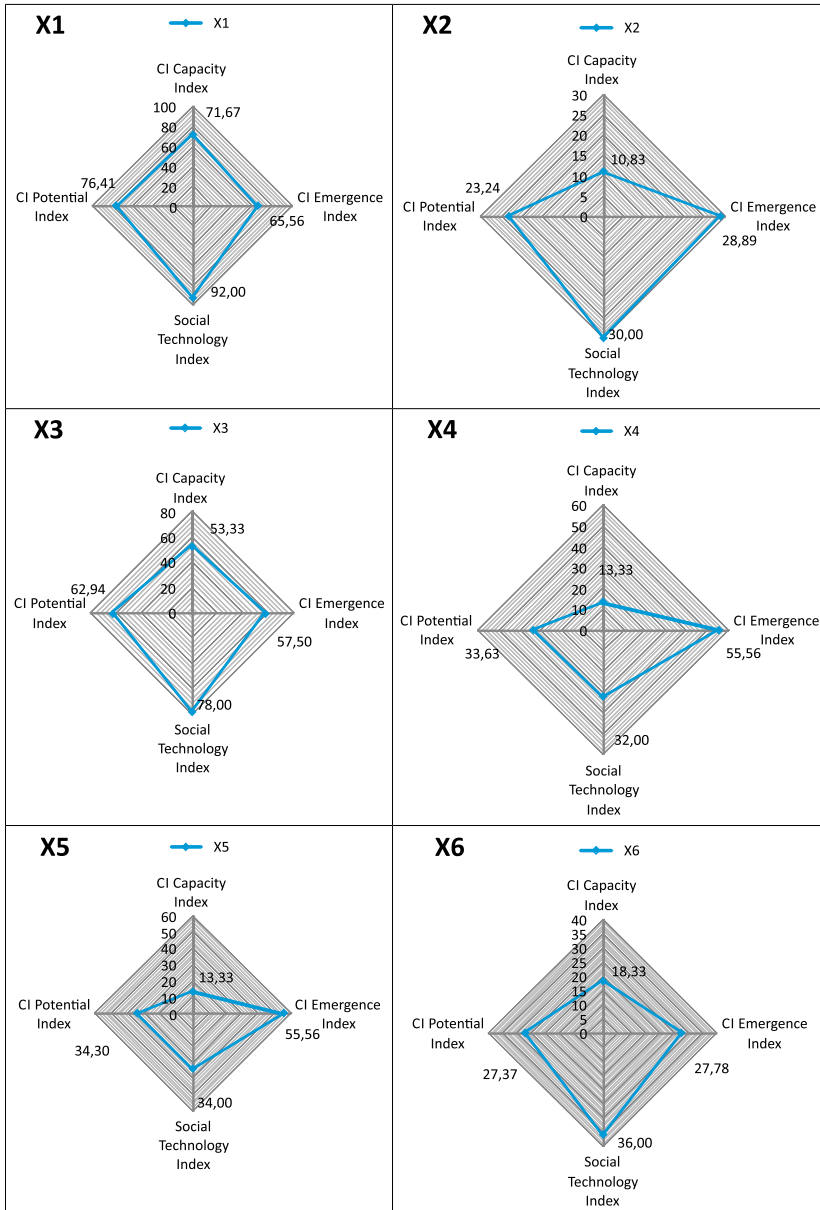 X1
X1
CI Capacity
Index
100
71,67
80
60
40
20
0
76,41
CI Potential
Index
CI Emergence
Index
65,56
92,00
Social
Technology
Index
X2
X2
CI Capacity
Index
30
25
20
15
10
5
0
10,83
23,24
CI Potential
Index
CI Emergence
Index
28,89
30,00
Social
Technology
Index
X3
X3
CI Capacity
Index
80
53,33
60
40
20
0
62,94
CI Potential
Index
CI Emergence
Index
57,50
78,00
Social
Technology
Index
X4
X4
CI Capacity
Index
60
50
40
30
20
10
0
13,33
CI Potential
Index
33,63
CI Emergence
Index
55,56
32,00
Social
Technology
Index
X5
X5
CI Capacity
Index
60
50
40
30
20
10
0
13,33
CI Potential
Index
34,30
CI Emergence
Index
55,56
34,00
Social
Technology
Index
X6
X6
CI Capacity
Index
40
35
30
25
20
15
10
5
0
18,33
CI Potential
Index
27,37
CI Emergence
Index
27,78
36,00
Social
Technology
Index